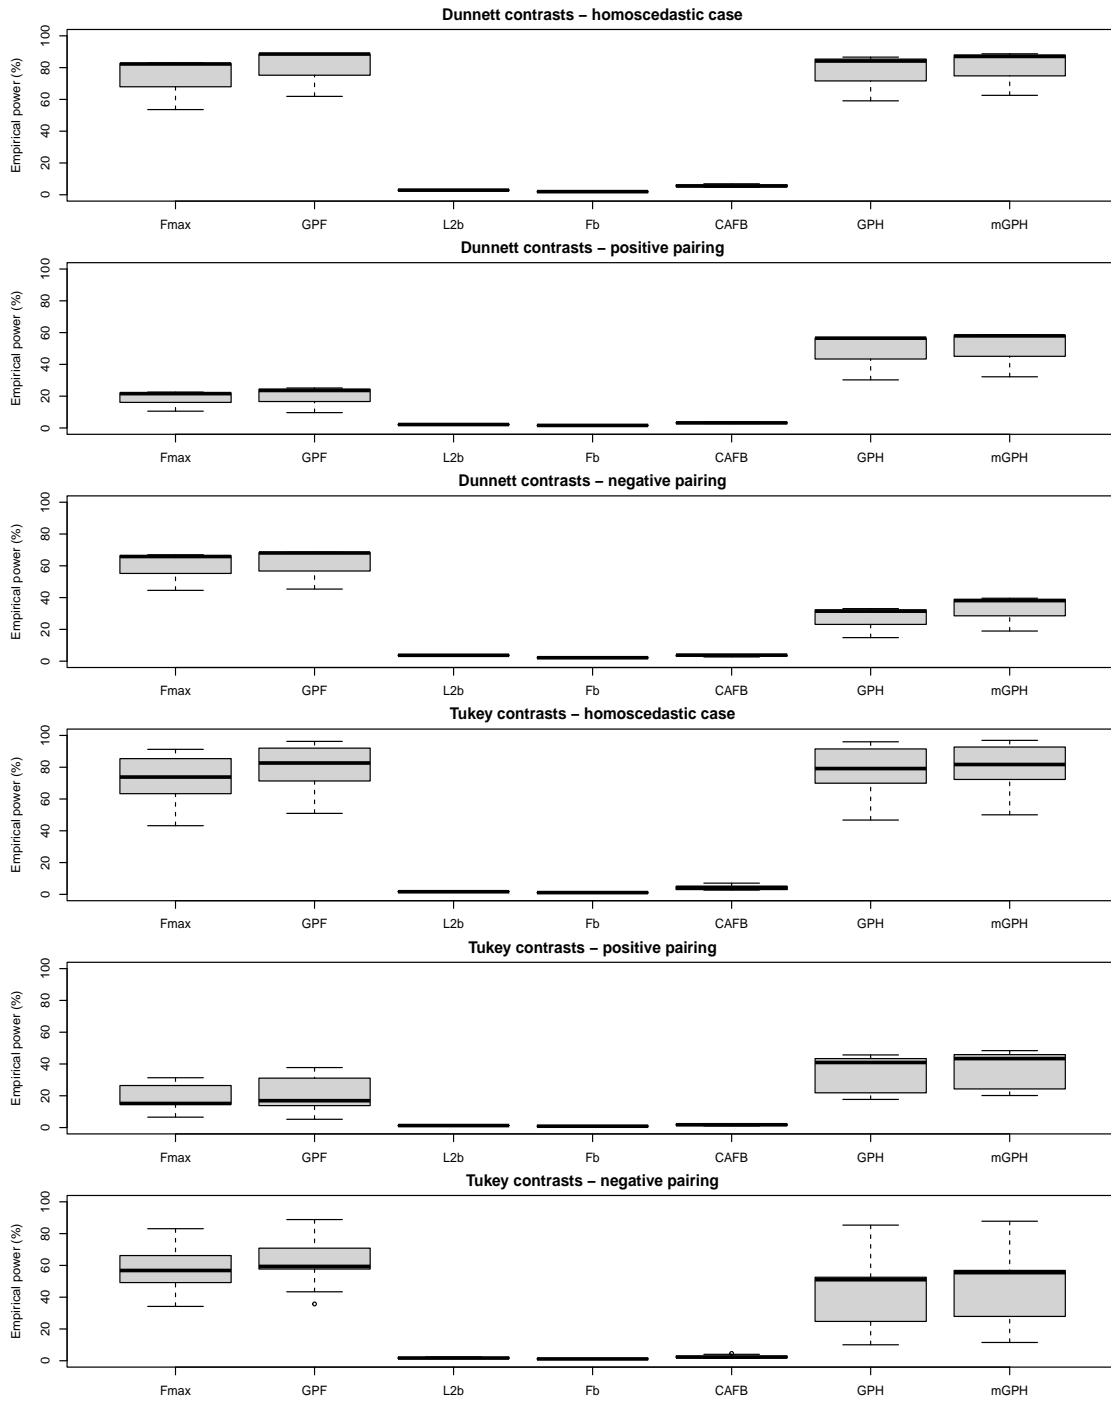 Dunnett contrasts – homoscedastic case
Empirical power (%)
0 20 40 60 80 100
Fmax GPF L2b Fb CAFB GPH mGPH
Dunnett contrasts – positive pairing
Empirical power (%)
0 20 40 60 80 100
Fmax GPF L2b Fb CAFB GPH mGPH
Dunnett contrasts – negative pairing
Empirical power (%)
0 20 40 60 80 100
Fmax GPF L2b Fb CAFB GPH mGPH
Tukey contrasts – homoscedastic case
Empirical power (%)
0 20 40 60 80 100
Fmax GPF L2b Fb CAFB GPH mGPH
Tukey contrasts – positive pairing
Empirical power (%)
0 20 40 60 80 100
Fmax GPF L2b Fb CAFB GPH mGPH
Tukey contrasts – negative pairing
Empirical power (%)
0 20 40 60 80 100
Fmax GPF L2b Fb CAFB GPH mGPH